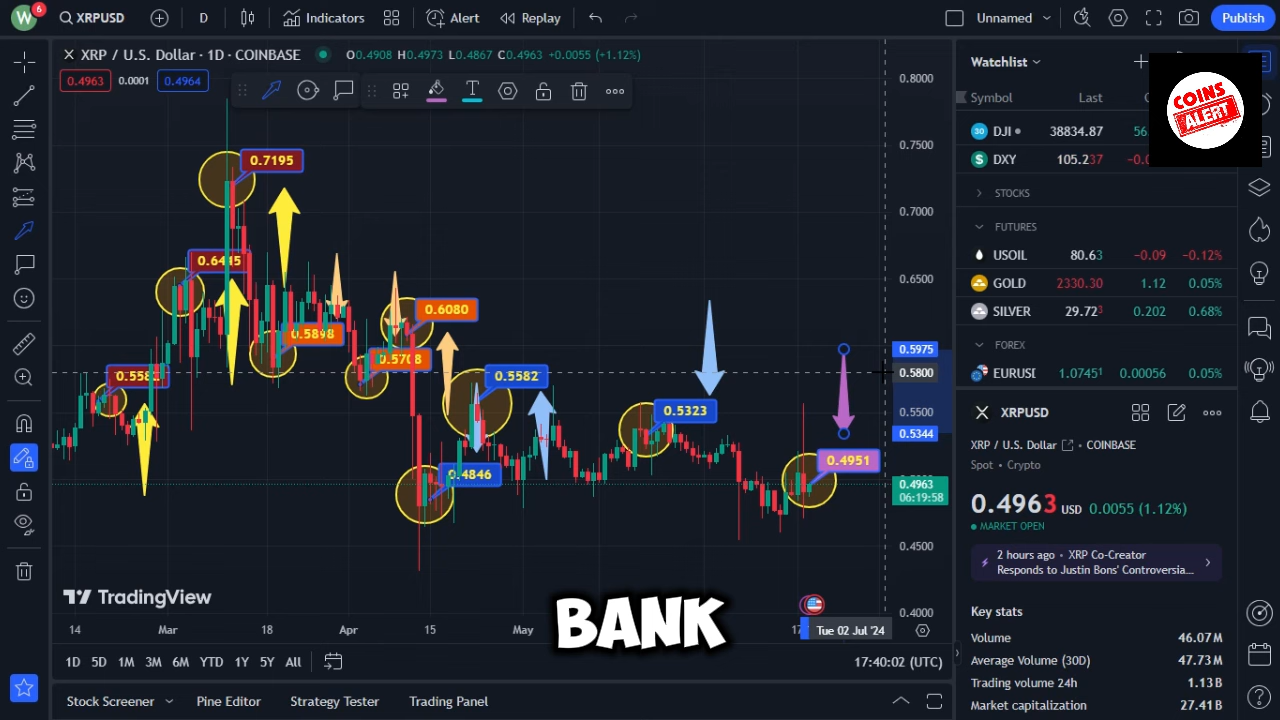 W 6 XRPUSD D Indicators Alert Replay Unnamed Publish
X XRP / U.S. Dollar · 1D · COINBASE O0.4908 H0.4973 L0.4867 C0.4963 +0.0055 (+1.12%)
0.4963 0.0001 0.4964
T
0.8000
0.7500
0.7000
0.6500
0.5975
0.5800
0.5500
0.5344
0.4963
06:19:58
0.4500
0.4000
0.7195
0.5898
0.6080
0.5708
0.5582
0.4846
0.5323
0.4951
TradingView
BANK
14 Mar 18 Apr 15 May Tue 02 Jul '24
1D 5D 1M 3M 6M YTD 1Y 5Y All 17:40:02 (UTC)
Stock Screener Pine Editor Strategy Tester Trading Panel
Watchlist
COINS
ALERT
Symbol Last
30 DJI 38834.87 56.
$ DXY 105.237
STOCKS
FUTURES
USOIL 80.63 −0.09 −0.12%
GOLD 2330.30 1.12 0.05%
SILVER 29.723 0.202 0.68%
FOREX
EURUSI 1.07451 0.00056 0.05%
XRPUSD
XRP / U.S. Dollar COINBASE
Spot • Crypto
0.4963 USD 0.0055 (1.12%)
MARKET OPEN
2 hours ago • XRP Co-Creator
Responds to Justin Bons' Controversia...
Key stats
Volume 46.07M
Average Volume (30D) 47.73M
Trading volume 24h 1.13B
Market capitalization 27.41B